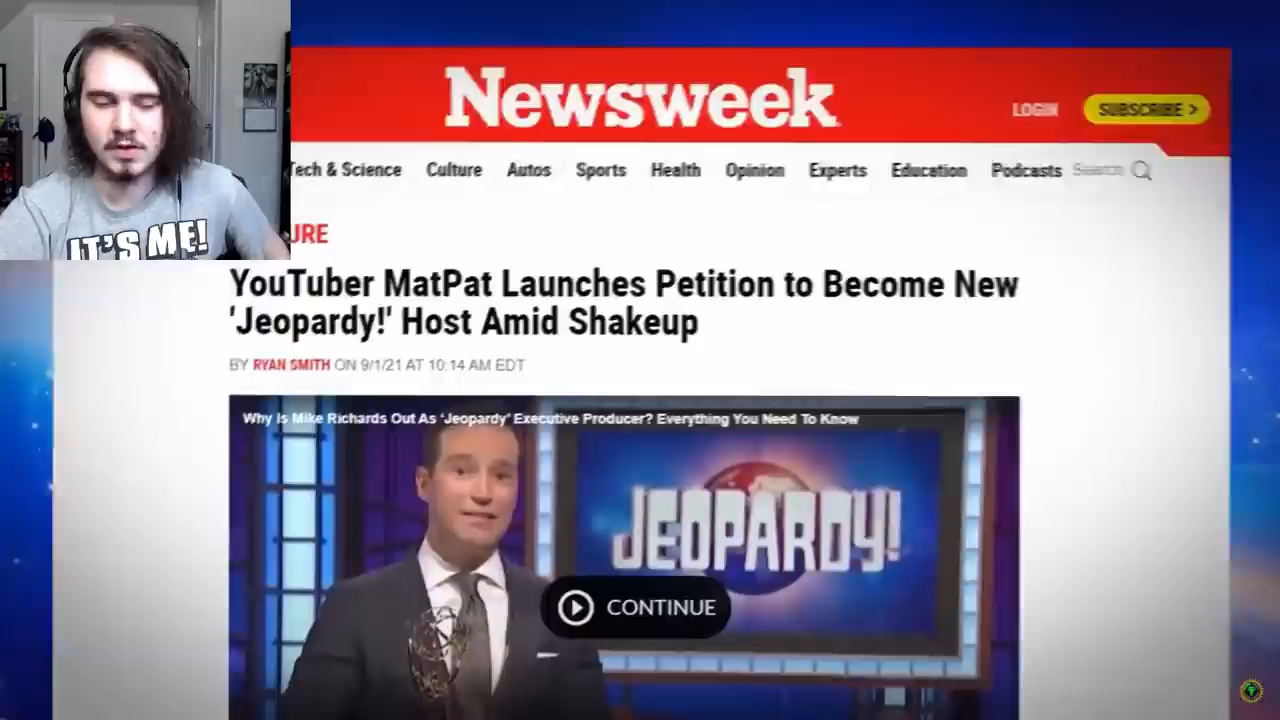 Newsweek
LOGIN
SUBSCRIBE >
Tech & Science Culture Autos Sports Health Opinion Experts Education Podcasts Search
URE
YouTuber MatPat Launches Petition to Become New
'Jeopardy!' Host Amid Shakeup
BY RYAN SMITH ON 9/1/21 AT 10:14 AM EDT
Why Is Mike Richards Out As 'Jeopardy' Executive Producer? Everything You Need To Know
JEOPARDY!
CONTINUE
IT'S ME!